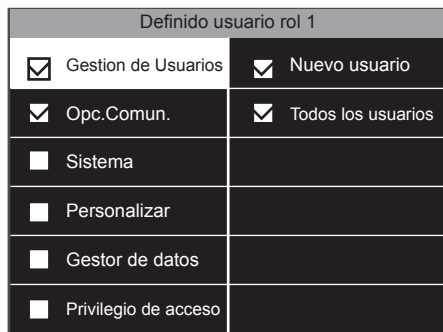 Definido usuario rol 1
Gestion de Usuarios
Nuevo usuario
Opc.Comun.
Todos los usuarios
Sistema
Personalizar
Gestor de datos
Privilegio de acceso